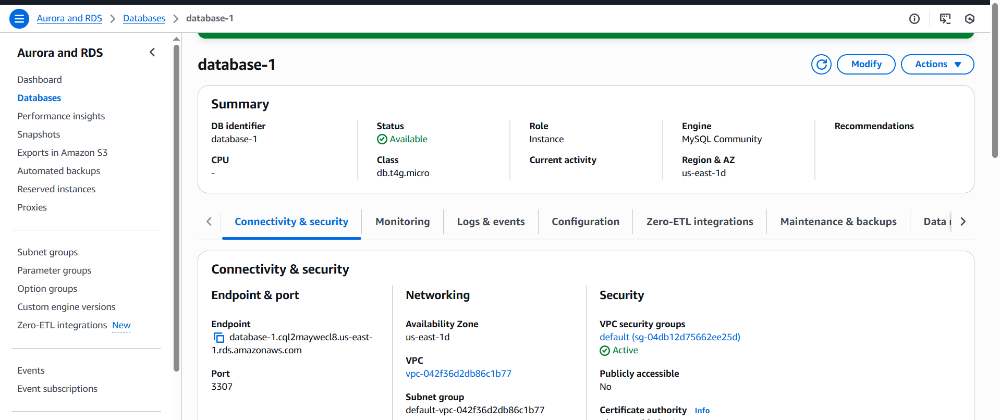 Aurora and RDS > Databases > database-1
Aurora and RDS
Dashboard
Databases
Performance insights
Snapshots
Exports in Amazon S3
Automated backups
Reserved instances
Proxies
Subnet groups
Parameter groups
Option groups
Custom engine versions
Zero-ETL integrations New
Events
Event subscriptions
database-1
Modify
Actions
Summary
DB identifier
database-1
CPU
-
Status
Available
Class
db.t4g.micro
Role
Instance
Current activity
Engine
MySQL Community
Region & AZ
us-east-1d
Recommendations
Connectivity & security
Monitoring
Logs & events
Configuration
Zero-ETL integrations
Maintenance & backups
Data
Connectivity & security
Endpoint & port
Endpoint
database-1.cql2maywecl8.us-east-
1.rds.amazonaws.com
Port
3307
Networking
Availability Zone
us-east-1d
VPC
vpc-042f36d2db86c1b77
Subnet group
default-vpc-042f36d2db86c1b77
Security
VPC security groups
default (sg-04db12d75662ee25d)
Active
Publicly accessible
No
Certificate authority Info